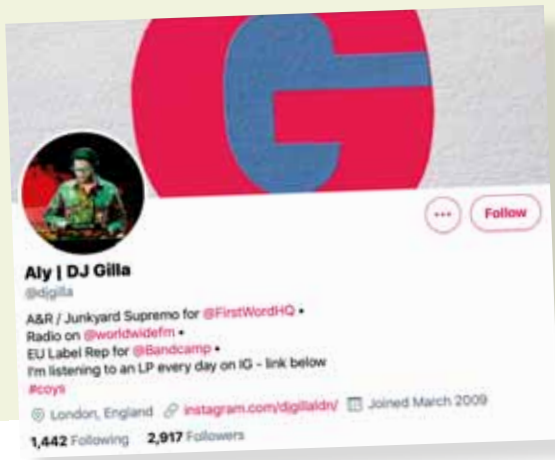 G
Aly | DJ Gilla
@djgilla
A&R / Junkyard Supremo for @FirstWordHQ •
Radio on @worldwidefm •
EU Label Rep for @Bandcamp •
I'm listening to an LP every day on IG – link below
#coys
London, England instagram.com/djgillaldn/ Joined March 2009
1,442 Following 2,917 Followers
... Follow